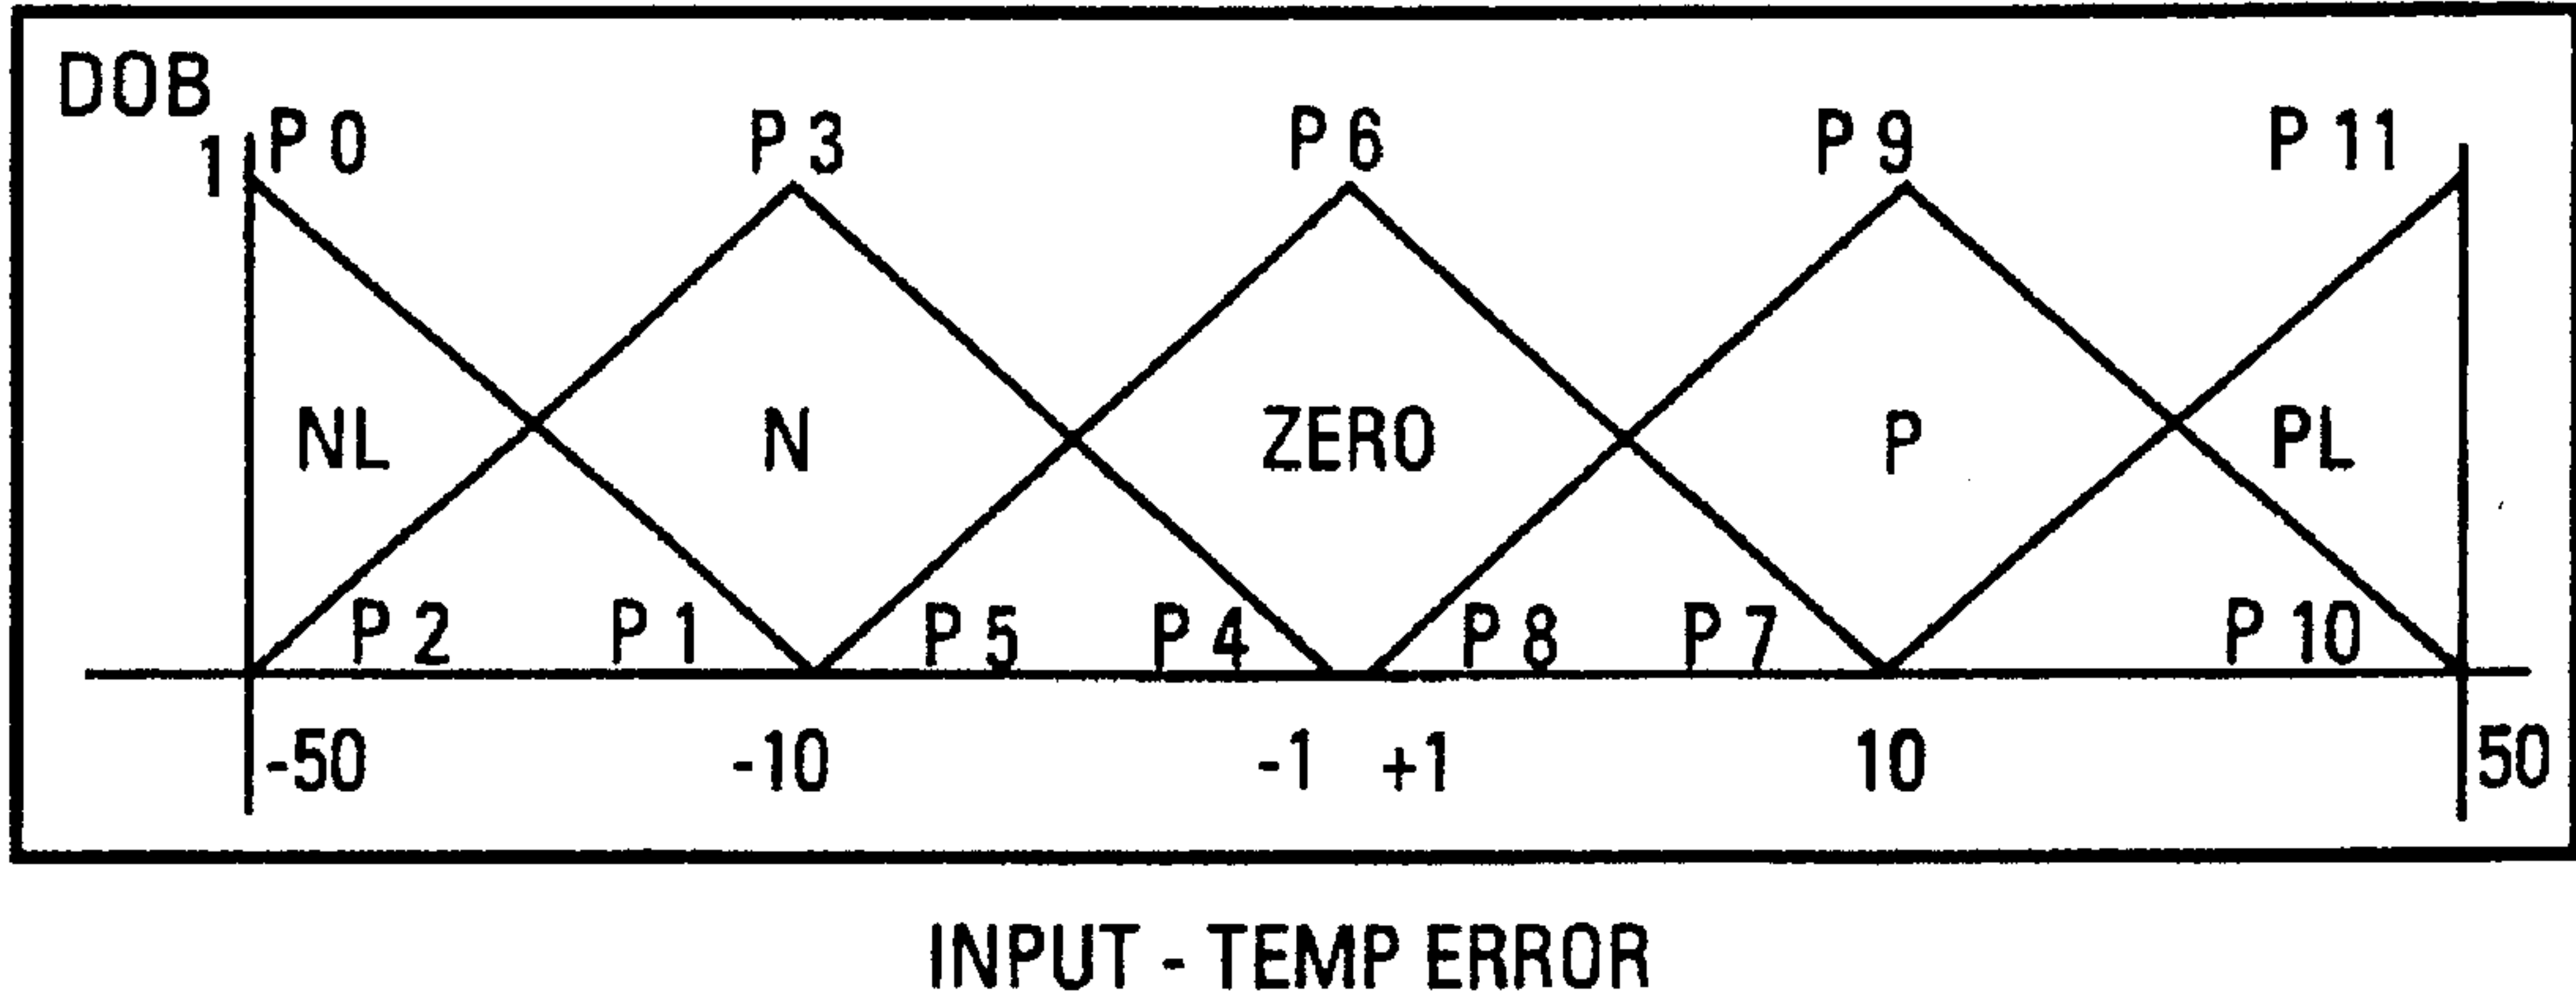 DOB
1 P 0 P 3 P 6 P 9 P 11
NL N ZERO P PL
P 2 P 1 P 5 P 4 P 8 P 7 P 10
-50 -10 -1 +1 10 50
INPUT - TEMP ERROR